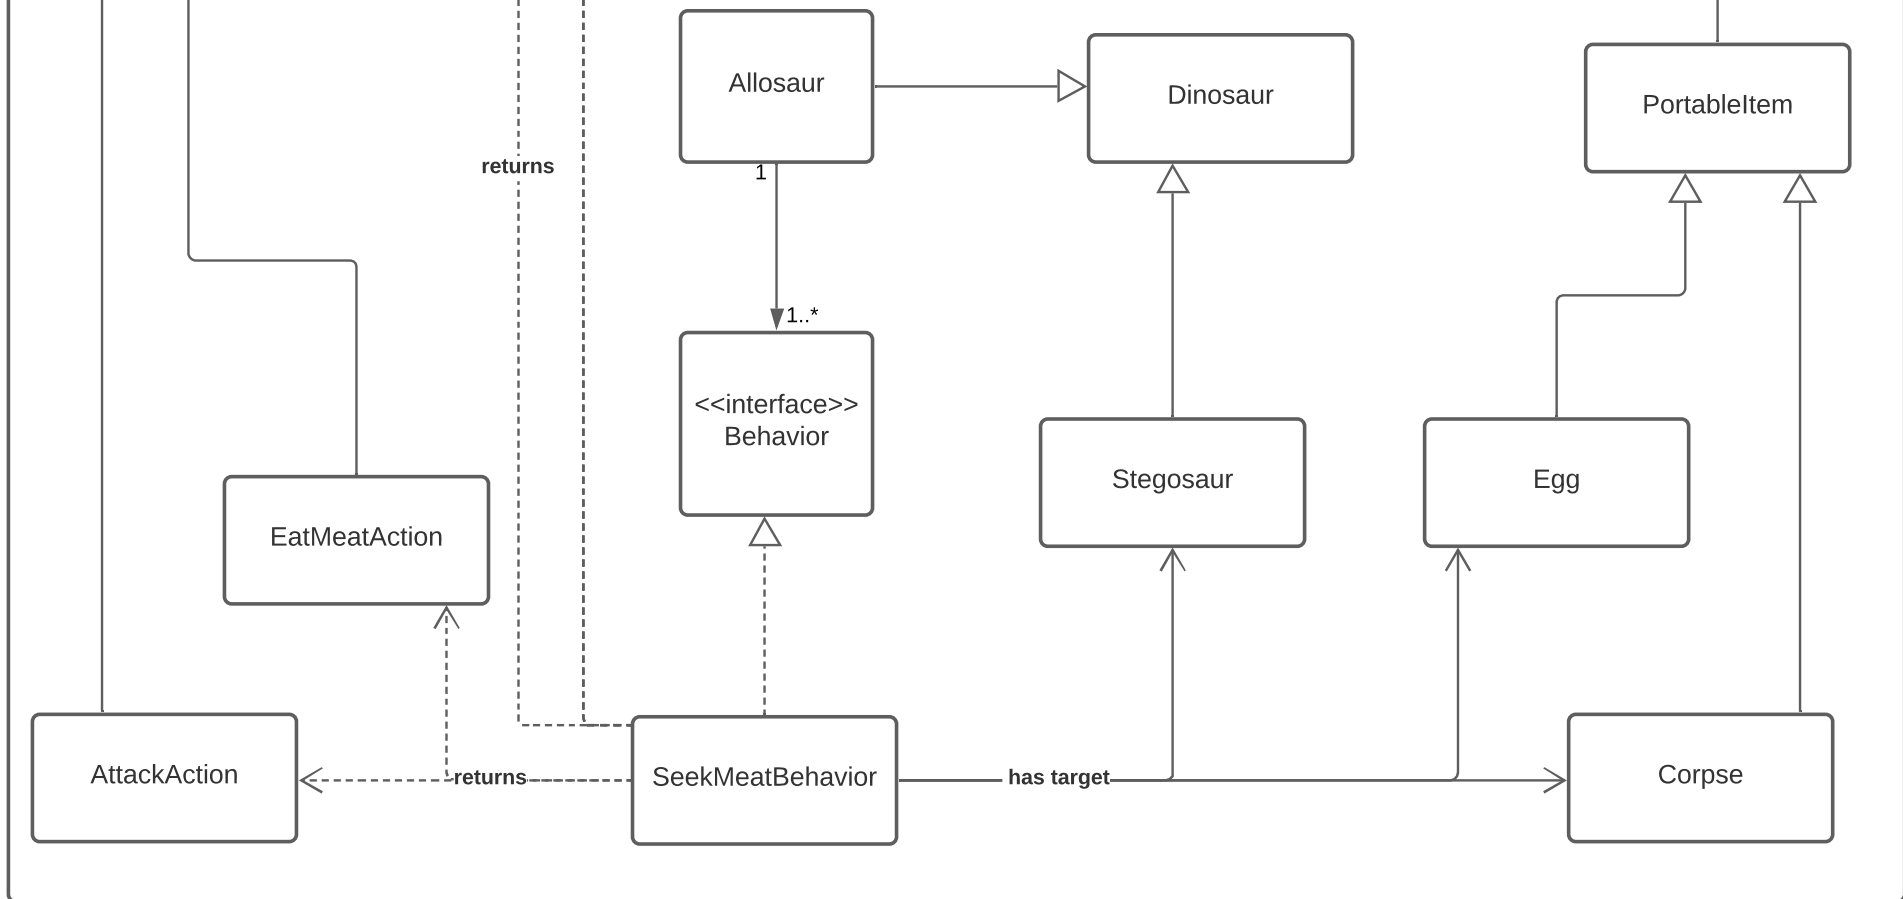 Allosaur
Dinosaur
PortableItem
returns
1
1..*
<<interface>>
Behavior
Stegosaur
Egg
EatMeatAction
AttackAction
returns
SeekMeatBehavior
has target
Corpse